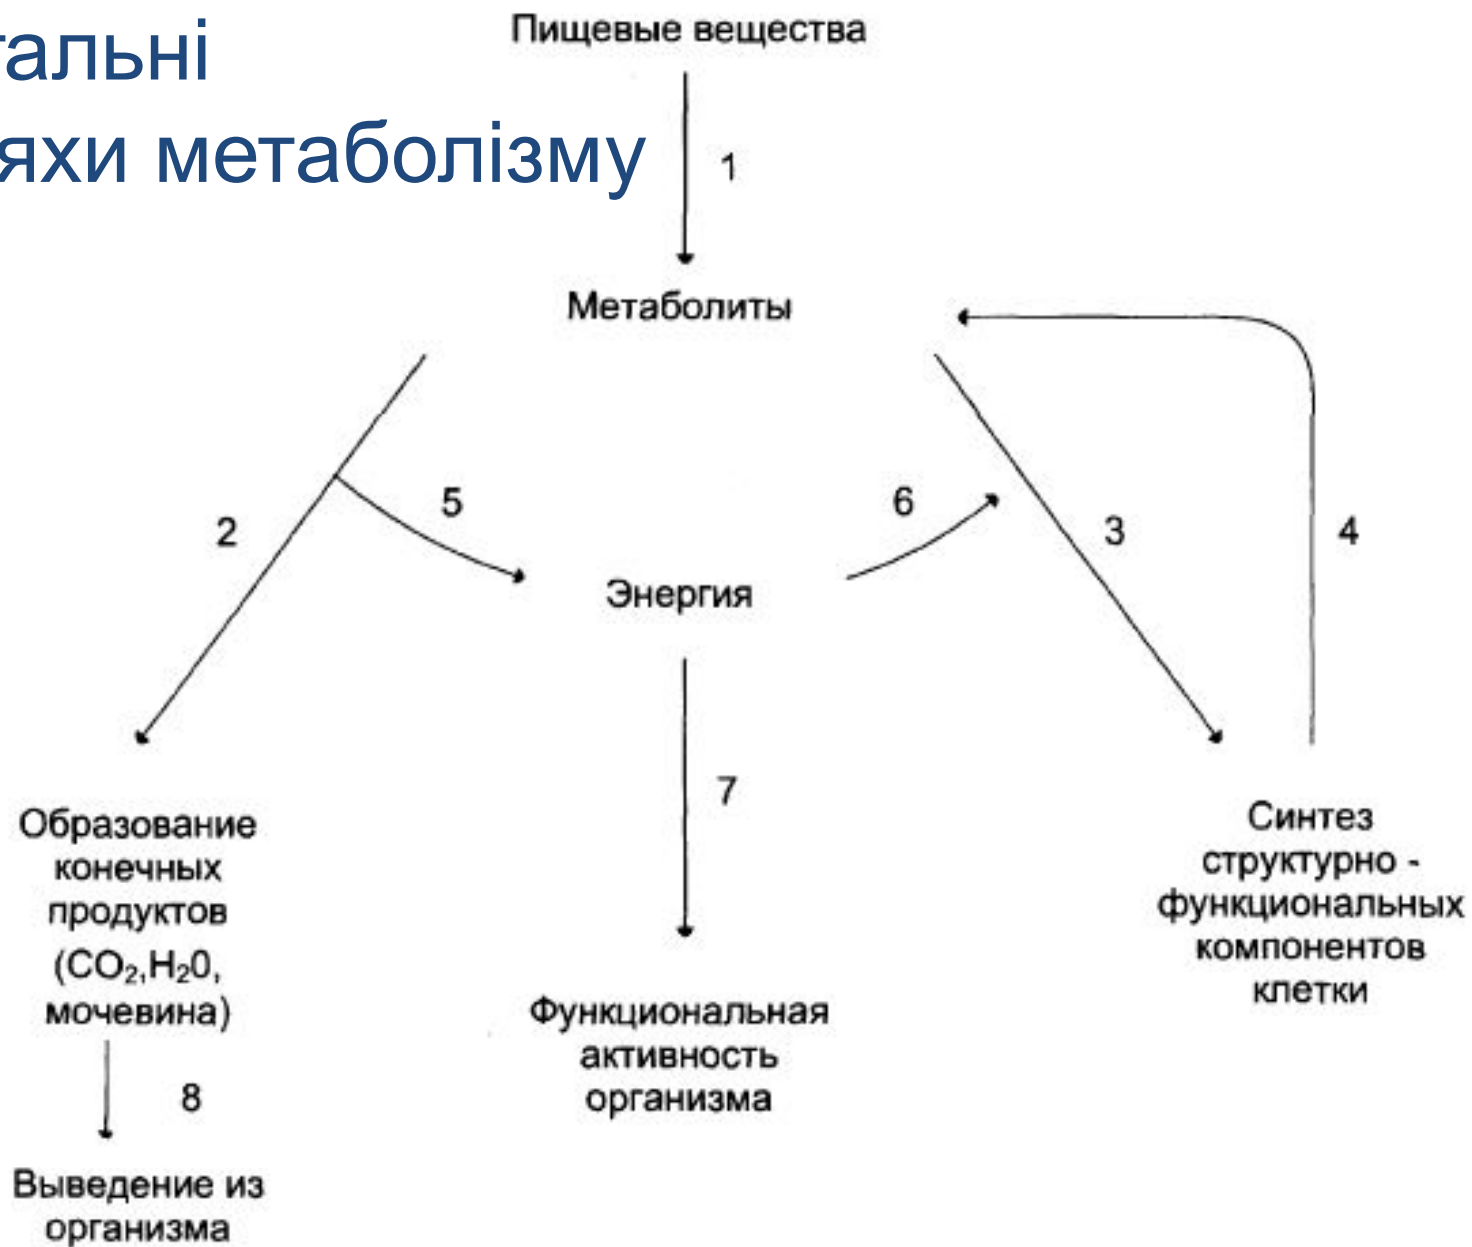 тальні
яхи метаболізму
Пищевые вещества
1
Метаболиты
2
5
6
3
4
Энергия
7
Образование
конечных
продуктов
(CO₂,H₂0,
мочевина)
8
Выведение из
организма
Функциональная
активность
организма
Синтез
структурно -
функциональных
компонентов
клетки